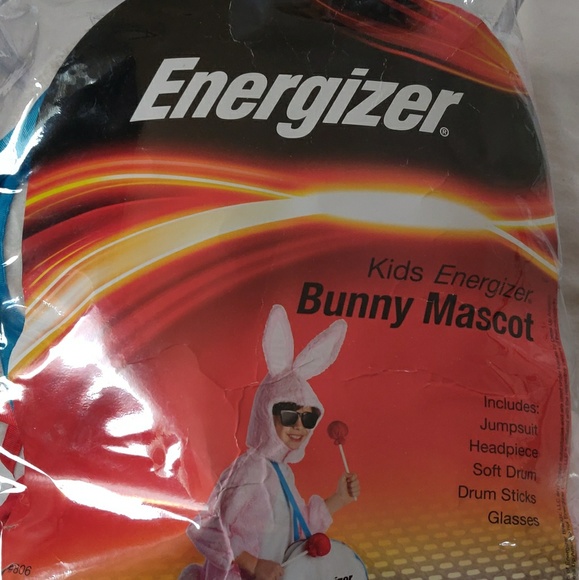 Energizer®
Kids Energizer.
Bunny Mascot
Includes:
Jumpsuit
Headpiece
Soft Drum
Drum Sticks
Glasses